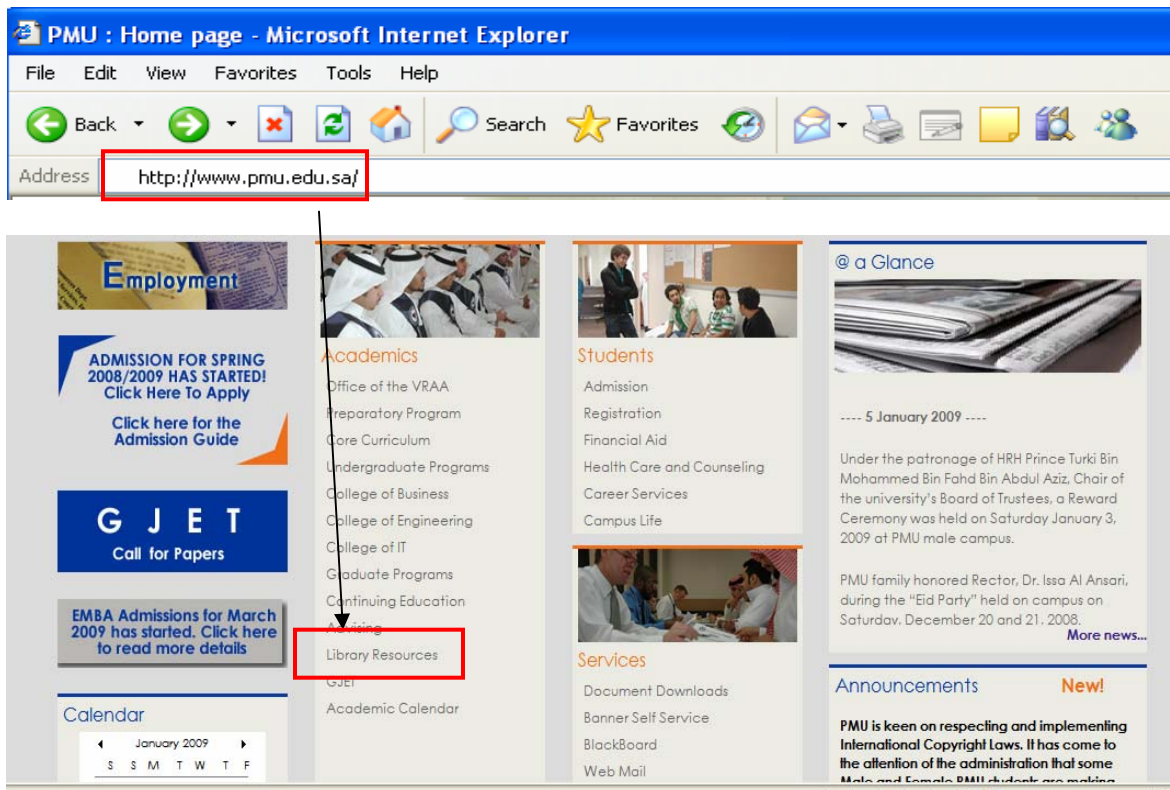 PMU : Home page - Microsoft Internet Explorer
File Edit View Favorites Tools Help
Back Search Favorites
Address http://www.pmu.edu.sa/
Employment
ADMISSION FOR SPRING
2008/2009 HAS STARTED!
Click Here To Apply
Click here for the
Admission Guide
G J E T
Call for Papers
EMBA Admissions for March
2009 has started. Click here
to read more details
Calendar
January 2009
S S M T W T F
Academics
Office of the VRAA
Preparatory Program
Core Curriculum
Undergraduate Programs
College of Business
College of Engineering
College of IT
Graduate Programs
Continuing Education
Advising
Library Resources
GJET
Academic Calendar
Students
Admission
Registration
Financial Aid
Health Care and Counseling
Career Services
Campus Life
Services
Document Downloads
Banner Self Service
BlackBoard
Web Mail
@ a Glance
---- 5 January 2009 ----
Under the patronage of HRH Prince Turki Bin
Mohammed Bin Fahd Bin Abdul Aziz, Chair of
the university's Board of Trustees, a Reward
Ceremony was held on Saturday January 3,
2009 at PMU male campus.
PMU family honored Rector, Dr. Issa Al Ansari,
during the "Eid Party" held on campus on
Saturday, December 20 and 21, 2008.
More news...
Announcements New!
PMU is keen on respecting and implementing
International Copyright Laws. It has come to
the attention of the administration that some
Male and Female PMU students are making